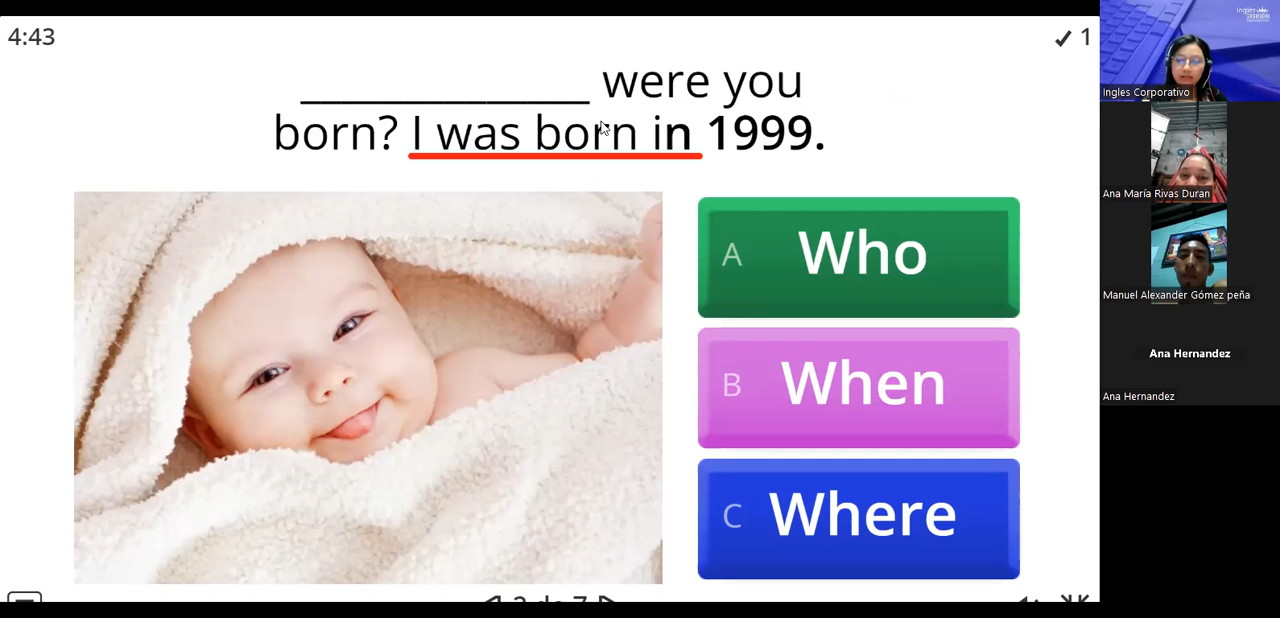 4:43
✓ 1
______________ were you
born? I was born in 1999.
A Who
B When
C Where
Ingles Corporativo
Ana María Rivas Duran
Manuel Alexander Gómez peña
Ana Hernandez
Ana Hernandez